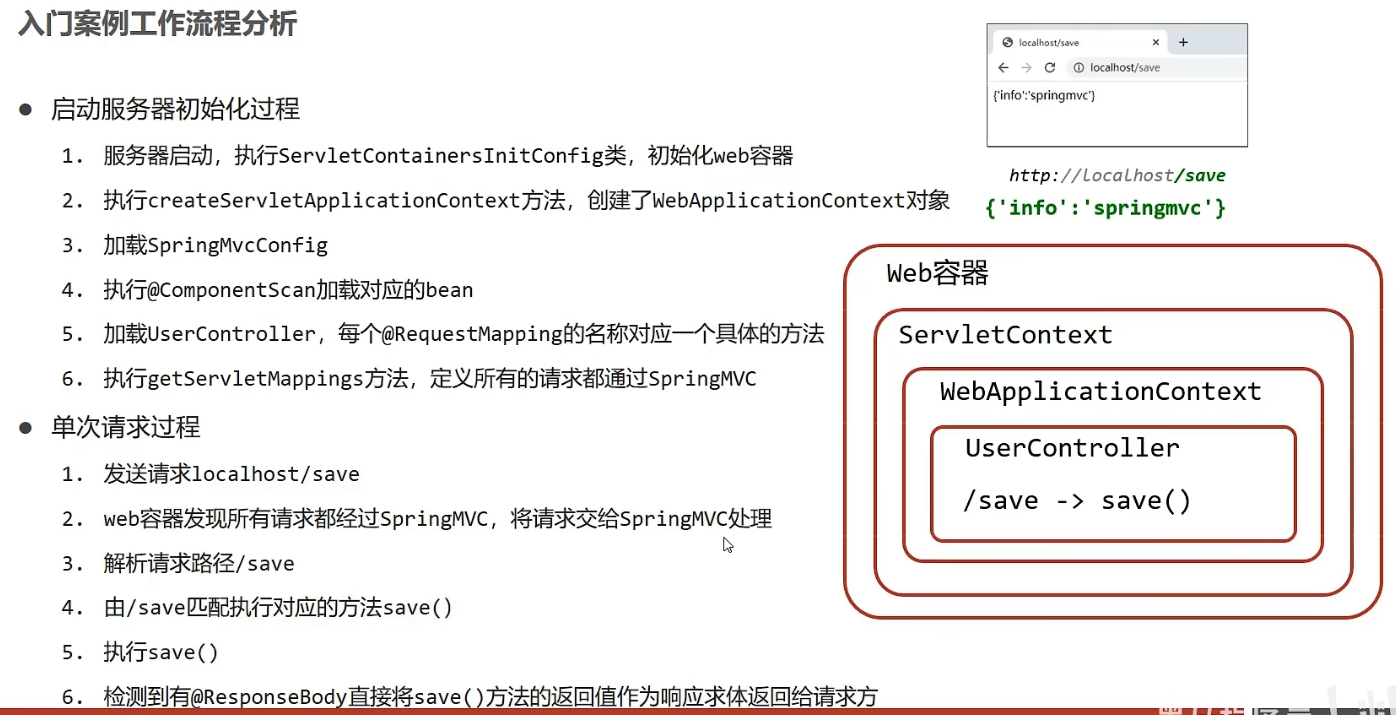 入门案例工作流程分析
● 启动服务器初始化过程
1. 服务器启动，执行ServletContainersInitConfig类，初始化web容器
2. 执行createServletApplicationContext方法，创建了WebApplicationContext对象
3. 加载SpringMvcConfig
4. 执行@ComponentScan加载对应的bean
5. 加载UserController，每个@RequestMapping的名称对应一个具体的方法
6. 执行getServletMappings方法，定义所有的请求都通过SpringMVC
● 单次请求过程
1. 发送请求localhost/save
2. web容器发现所有请求都经过SpringMVC，将请求交给SpringMVC处理
3. 解析请求路径/save
4. 由/save匹配执行对应的方法save()
5. 执行save()
6. 检测到有@ResponseBody直接将save()方法的返回值作为响应求体返回给请求方
localhost/save
localhost/save
{'info':'springmvc'}
http://localhost/save
{'info':'springmvc'}
Web容器
ServletContext
WebApplicationContext
UserController
/save -> save()